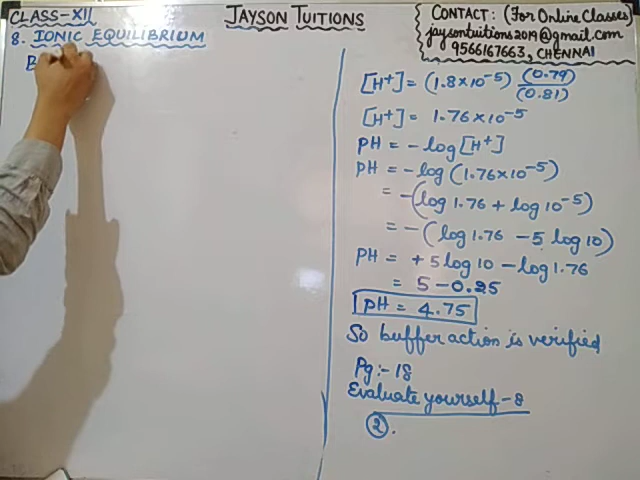 CLASS-XII
8. IONIC EQUILIBRIUM
JAYSON TUITIONS
CONTACT: (For Online Classes)
jaysontuitions2019@gmail.com
9566167663, CHENNAI
B
[H⁺] = (1.8×10⁻⁵) (0.79)/(0.81)
[H⁺] = 1.76×10⁻⁵
pH = -log[H⁺]
pH = -log(1.76×10⁻⁵)
= -(log 1.76 + log 10⁻⁵)
= -(log 1.76 - 5 log 10)
pH = +5 log 10 - log 1.76
= 5 - 0.25
pH = 4.75
So buffer action is verified
Pg:- 18
Evaluate yourself - 8
②.